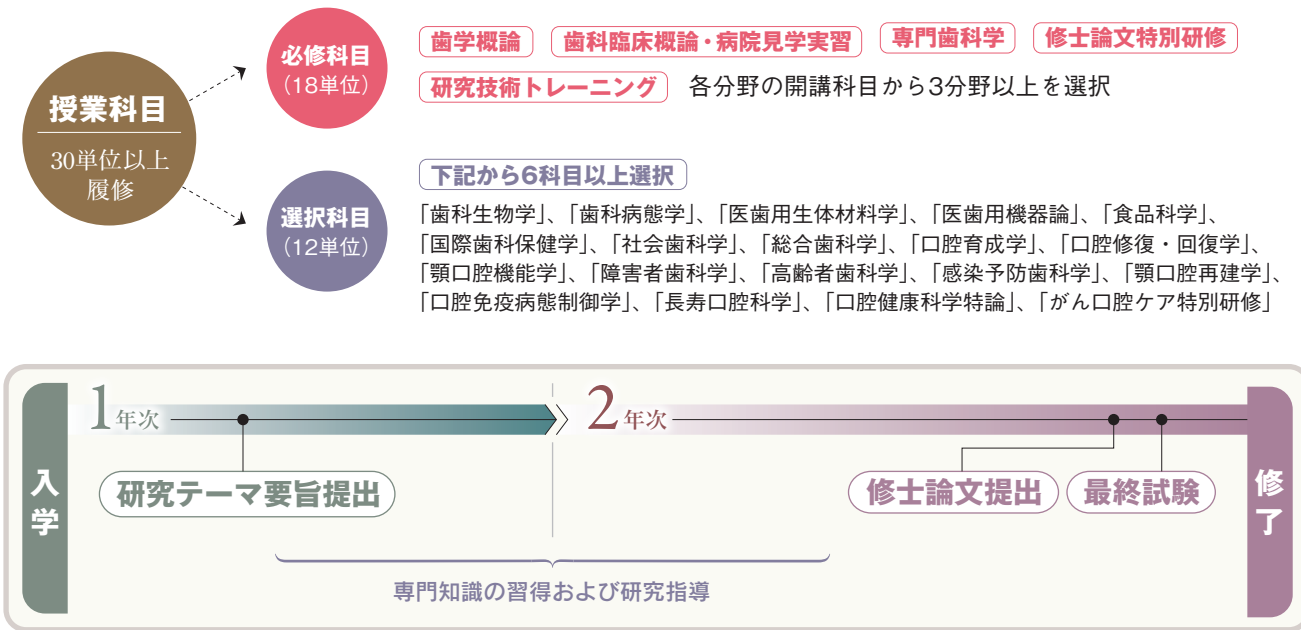 授業科目
30単位以上
履修
必修科目
（18単位）
歯学概論 歯科臨床概論・病院見学実習 専門歯科学 修士論文特別研修
研究技術トレーニング 各分野の開講科目から3分野以上を選択
選択科目
（12単位）
下記から6科目以上選択
「歯科生物学」、「歯科病態学」、「医歯用生体材料学」、「医歯用機器論」、「食品科学」、
「国際歯科保健学」、「社会歯科学」、「総合歯科学」、「口腔育成学」、「口腔修復・回復学」、
「顎口腔機能学」、「障害者歯科学」、「高齢者歯科学」、「感染予防歯科学」、「顎口腔再建学」、
「口腔免疫病態制御学」、「長寿口腔科学」、「口腔健康科学特論」、「がん口腔ケア特別研修」
入学
1年次
2年次
研究テーマ要旨提出
修士論文提出
最終試験
修了
専門知識の習得および研究指導